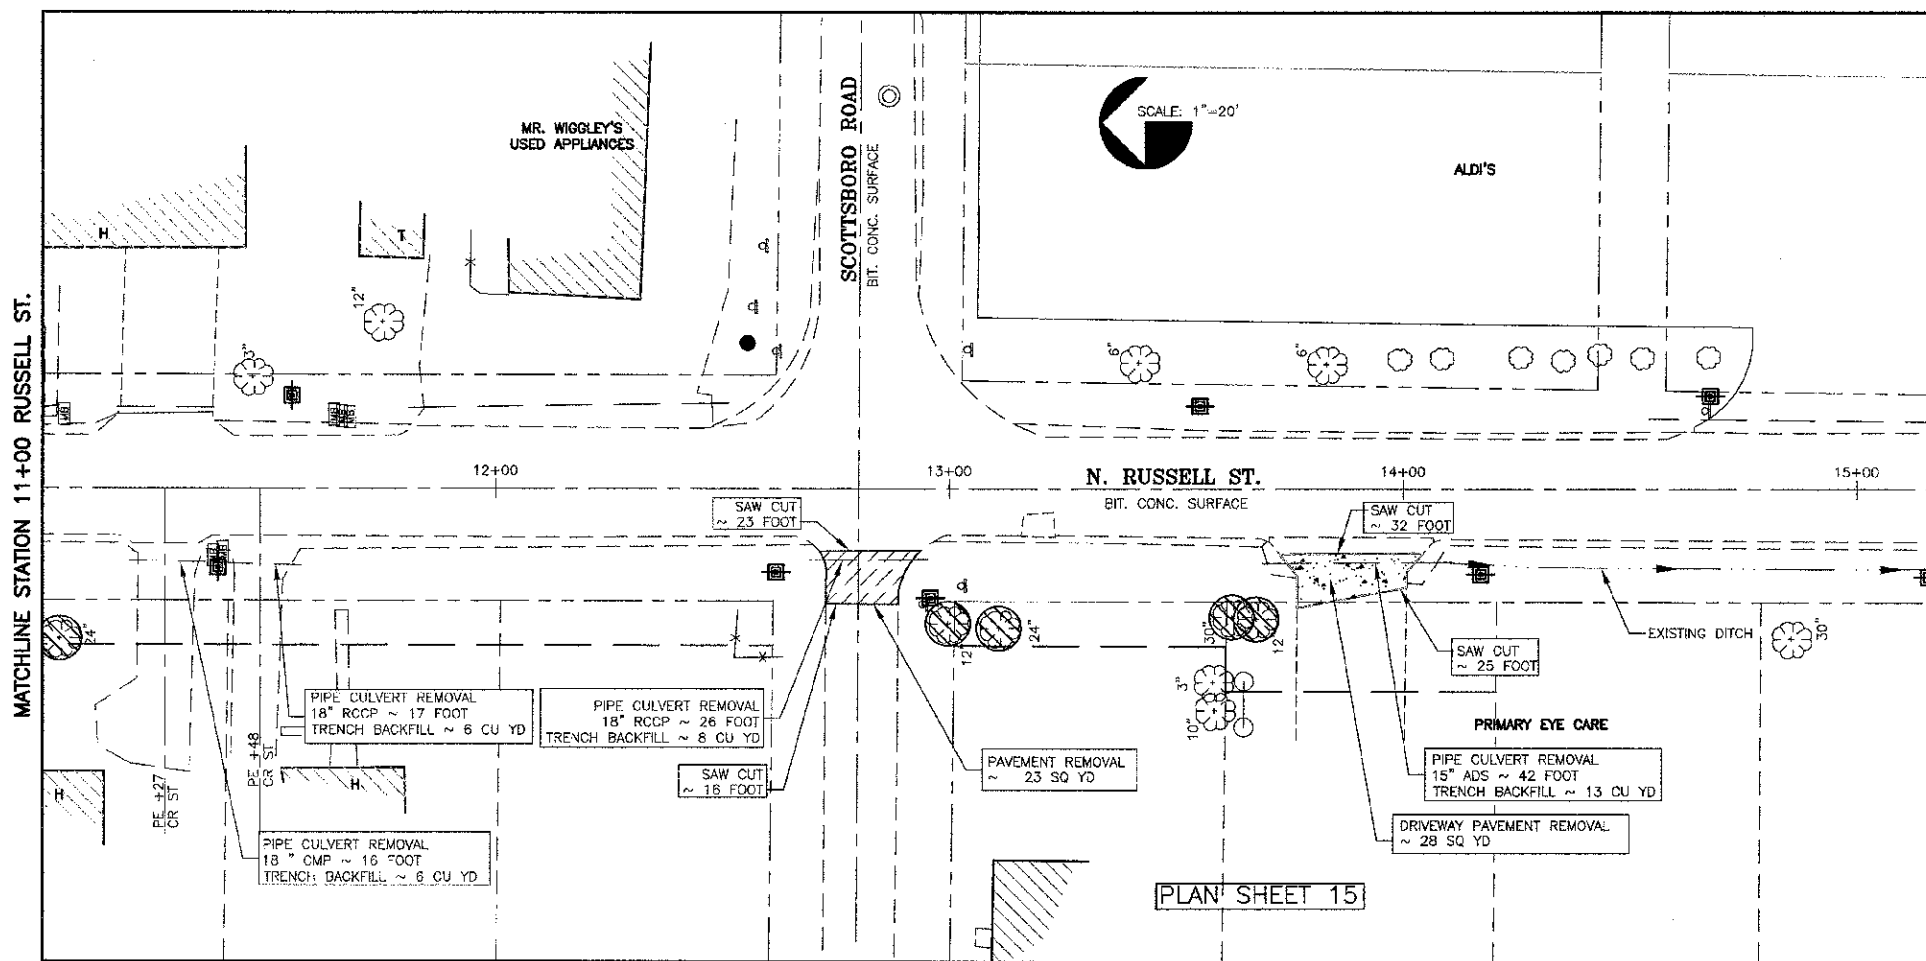 MATCHLINE STATION 11+00 RUSSELL ST.
MR. WIGGLEY'S
USED APPLIANCES
SCOTTSBORO ROAD
BIT. CONC. SURFACE
SCALE: 1"=20'
ALDI'S
H
T
12"
3"
6"
6"
MB
MB
MB
12+00
13+00
N. RUSSELL ST.
BIT. CONC. SURFACE
14+00
15+00
SAW CUT
~ 23 FOOT
SAW CUT
~ 32 FOOT
24"
12"
24"
30"
12"
EXISTING DITCH
30"
SAW CUT
~ 25 FOOT
3"
10"
PIPE CULVERT REMOVAL
18" RCCP ~ 17 FOOT
TRENCH BACKFILL ~ 6 CU YD
PIPE CULVERT REMOVAL
18" RCCP ~ 26 FOOT
TRENCH BACKFILL ~ 8 CU YD
PRIMARY EYE CARE
PE +48
CR ST
PE +27
CR ST
H
H
SAW CUT
~ 16 FOOT
PAVEMENT REMOVAL
~ 23 SQ YD
PIPE CULVERT REMOVAL
15" ADS ~ 42 FOOT
TRENCH BACKFILL ~ 13 CU YD
DRIVEWAY PAVEMENT REMOVAL
~ 28 SQ YD
PIPE CULVERT REMOVAL
18 " CMP ~ 16 FOOT
TRENCH BACKFILL ~ 6 CU YD
PLAN SHEET 15